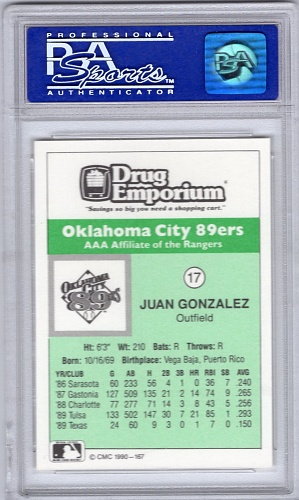 Professional
PSA
Sports™
AUTHENTICATOR
PSA
Drug
Emporium®
"Savings so big you need a shopping cart."
Oklahoma City 89ers
AAA Affiliate of the Rangers
OKLAHOMA CITY
89ers
17
JUAN GONZALEZ
Outfield
Ht: 6'3" Wt: 210 Bats: R Throws: R
Born: 10/16/69 Birthplace: Vega Baja, Puerto Rico
YR/CLUB G AB H 2B 3B HR RBI SB AVG
'86 Sarasota 60 233 56 4 1 0 36 7 .240
'87 Gastonia 127 509 135 21 2 14 74 9 .265
'88 Charlotte 77 277 71 14 3 8 43 5 .256
'89 Tulsa 133 502 147 30 7 21 85 1 .293
'89 Texas 24 60 9 3 0 1 7 0 .150
© CMC 1990-167